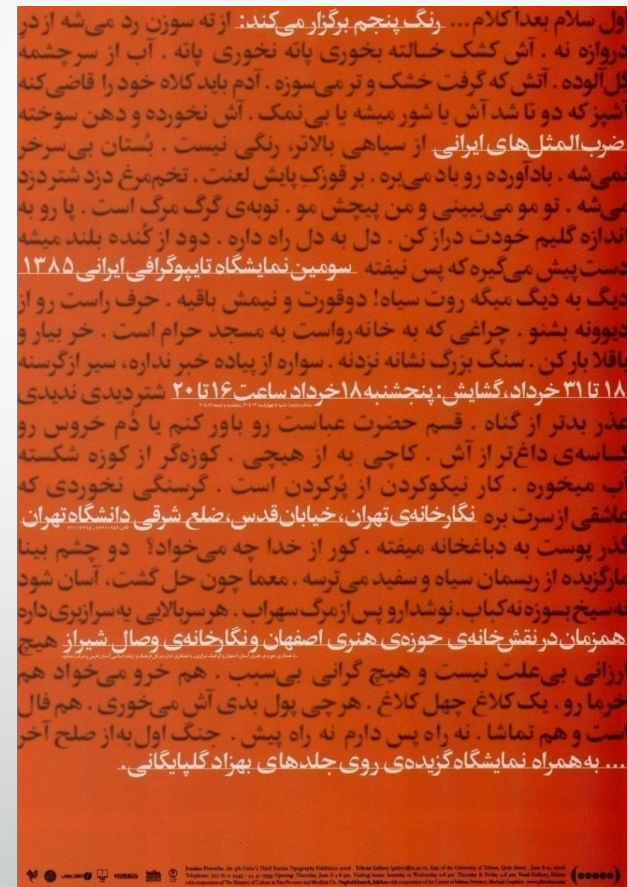 اول سلام بعداً کلام... رنگ پنجم برگزار می‌کند: از ته سوزن رد می‌شه از در
دروازه نه . آش کشک خالته بخوری پاته نخوری پاته . آب از سرچشمه
گل‌آلوده . آتش که گرفت خشک و تر می‌سوزه . آدم باید کلاه خود را قاضی کنه
آشپز که دو تا شد آش یا شور میشه یا بی‌نمک . آش نخورده و دهن سوخته
ضرب‌المثل‌های ایرانی از سیاهی بالاتر، رنگی نیست . بُستان بی‌سرخر
نمی‌شه . بادآورده رو باد می‌بره . بر قوزک پایش لعنت . تخم‌مرغ دزد شتر دزد
می‌شه . تو مو می‌بینی و من پیچش مو . توبه‌ی گرگ مرگ است . پا رو به
اندازه گلیم خودت دراز کن . دل به دل راه داره . دود از کُنده بلند میشه
دست پیش می‌گیره که پس نیفته سومین نمایشگاه تایپوگرافی ایرانی ۱۳۸۵
دیگ به دیگ میگه روت سیاه! دوقورت و نیمش باقیه . حرف راست رو از
دیوونه بشنو . چراغی که به خانه رواست به مسجد حرام است . خر بیار و
باقلا بار کن . سنگ بزرگ نشانه نزدنه . سواره از پیاده خبر نداره، سیر از گرسنه
۱۸ تا ۳۱ خرداد، گشایش: پنجشنبه ۱۸ خرداد ساعت ۱۶ تا ۲۰ شتر دیدی ندیدی
عذر بدتر از گناه . قسم حضرت عباست رو باور کنم یا دُم خروس رو
کاسه‌ی داغ‌تر از آش . کاچی به از هیچی . کوزه‌گر از کوزه شکسته
آب میخوره . کار نیکو کردن از پُر کردن است . گرسنگی نخوردی که
عاشقی از سرت بره نگارخانه‌ی تهران، خیابان قدس، ضلع شرقی دانشگاه تهران
گذر پوست به دباغخانه میفته . کور از خدا چه می‌خواد؟ دو چشم بینا
مارگزیده از ریسمان سیاه و سفید می‌ترسه . معما چون حل گشت، آسان شود
نه سیخ بسوزه نه کباب. نوشدارو پس از مرگ سهراب . هر سربالایی یه سرازیری داره
همزمان در نقش‌خانه‌ی حوزه‌ی هنری اصفهان و نگارخانه‌ی وصال شیراز هیچ
ارزانی بی‌علت نیست و هیچ گرانی بی‌سبب . هم خرو می‌خواد هم
خرما رو . یک کلاغ چهل کلاغ . هر چی پول بدی آش می‌خوری . هم فال
است و هم تماشا . نه راه پس دارم نه راه پیش . جنگ اول به از صلح آخر
... به‌همراه نمایشگاه گزیده‌ی روی جلدهای بهزاد گلپایگانی.